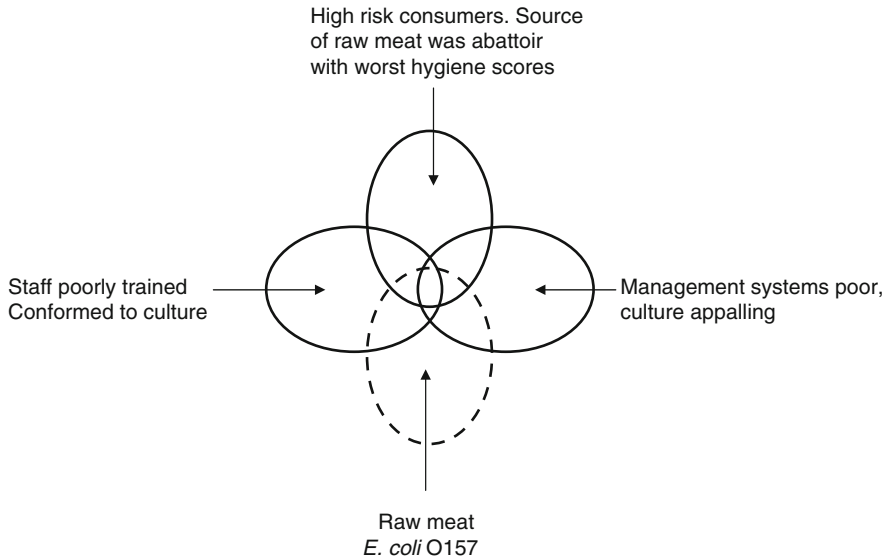 High risk consumers. Source
of raw meat was abattoir
with worst hygiene scores
Staff poorly trained
Conformed to culture
Management systems poor,
culture appalling
Raw meat
E. coli O157